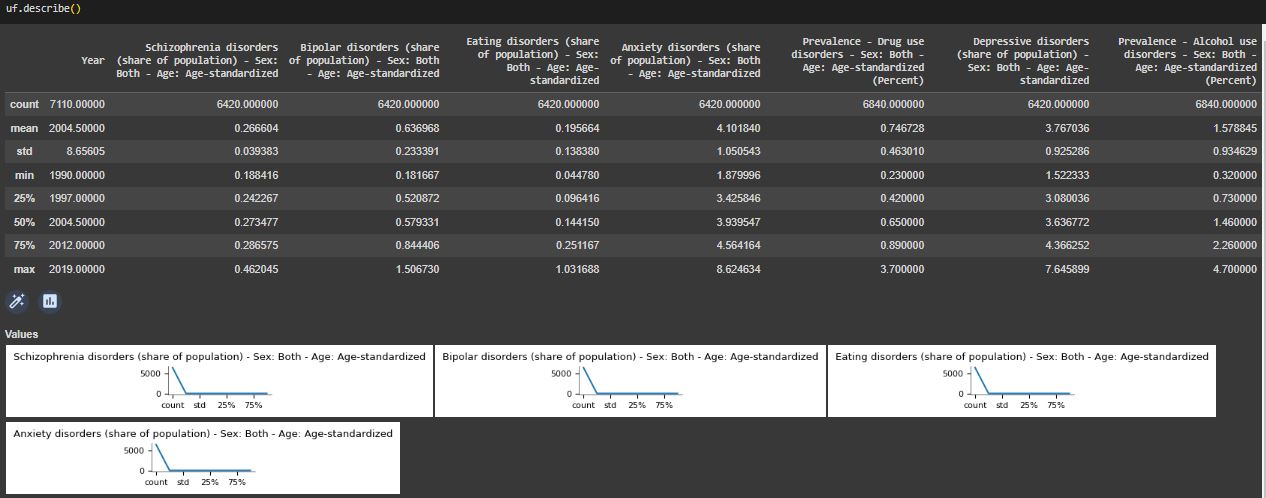 uf.describe()
Year
Schizophrenia disorders (share of population) - Sex: Both - Age: Age-standardized
Bipolar disorders (share of population) - Sex: Both - Age: Age-standardized
Eating disorders (share of population) - Sex: Both - Age: Age-standardized
Anxiety disorders (share of population) - Sex: Both - Age: Age-standardized
Prevalence - Drug use disorders - Sex: Both - Age: Age-standardized (Percent)
Depressive disorders (share of population) - Sex: Both - Age: Age-standardized
Prevalence - Alcohol use disorders - Sex: Both - Age: Age-standardized (Percent)
count 7110.00000 6420.000000 6420.000000 6420.000000 6420.000000 6840.000000 6420.000000 6840.000000
mean 2004.50000 0.266604 0.636968 0.195664 4.101840 0.746728 3.767036 1.578845
std 8.65605 0.039383 0.233391 0.138380 1.050543 0.463010 0.925286 0.934629
min 1990.00000 0.188416 0.181667 0.044780 1.879996 0.230000 1.522333 0.320000
25% 1997.00000 0.242267 0.520872 0.096416 3.425846 0.420000 3.080036 0.730000
50% 2004.50000 0.273477 0.579331 0.144150 3.939547 0.650000 3.636772 1.460000
75% 2012.00000 0.286575 0.844406 0.251167 4.564164 0.890000 4.366252 2.260000
max 2019.00000 0.462045 1.506730 1.031688 8.624634 3.700000 7.645899 4.700000
Values
Schizophrenia disorders (share of population) - Sex: Both - Age: Age-standardized
5000
0
count std 25% 75%
Bipolar disorders (share of population) - Sex: Both - Age: Age-standardized
5000
0
count std 25% 75%
Eating disorders (share of population) - Sex: Both - Age: Age-standardized
5000
0
count std 25% 75%
Anxiety disorders (share of population) - Sex: Both - Age: Age-standardized
5000
0
count std 25% 75%